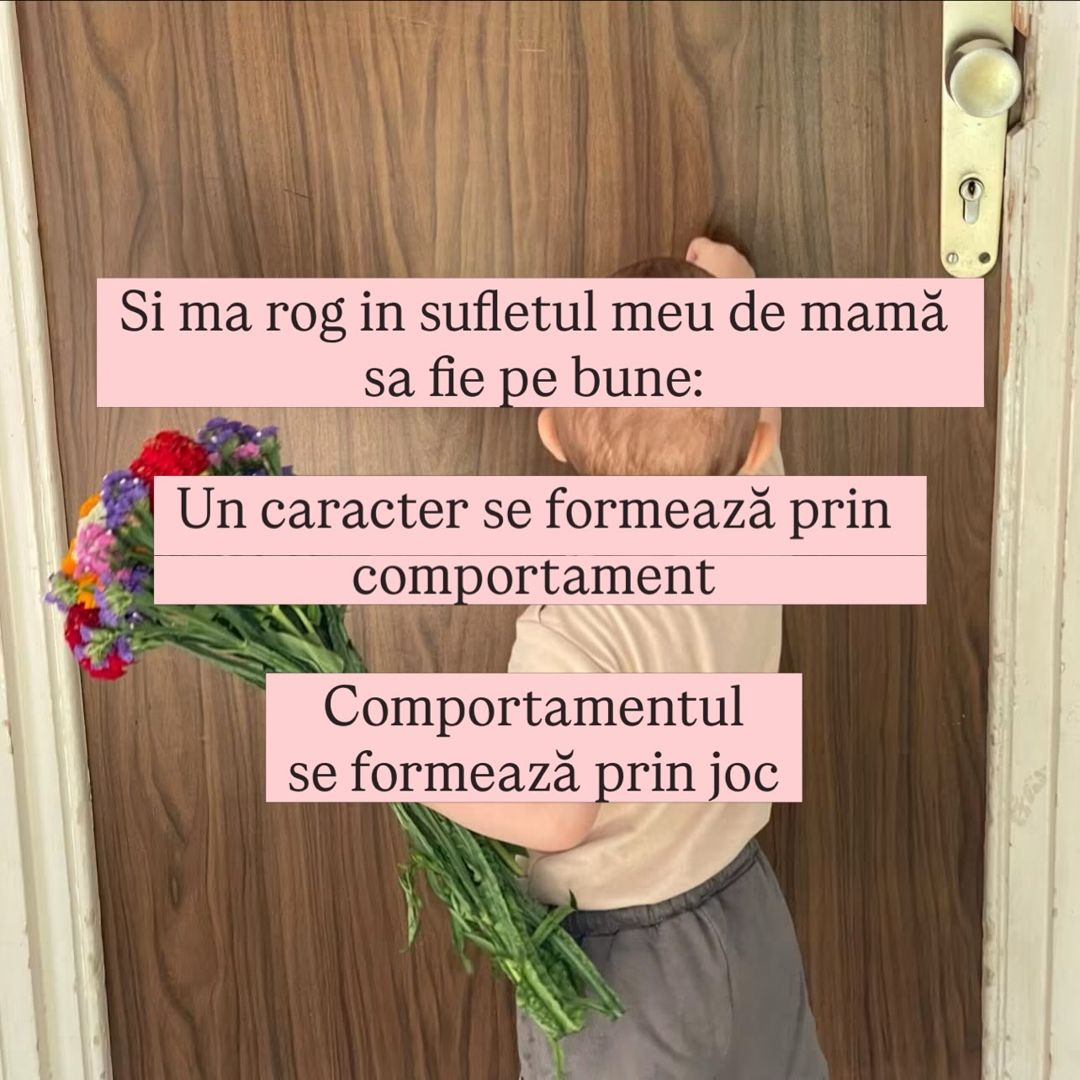 Si ma rog in sufletul meu de mamă
sa fie pe bune:
Un caracter se formează prin
comportament
Comportamentul
se formează prin joc